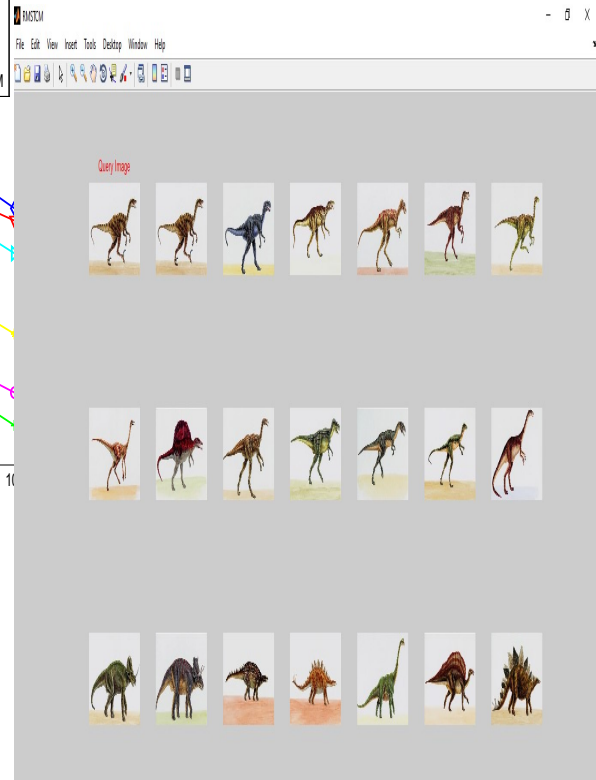 RMSTCM
File Edit View Insert Tools Desktop Window Help
M
Query Image
10